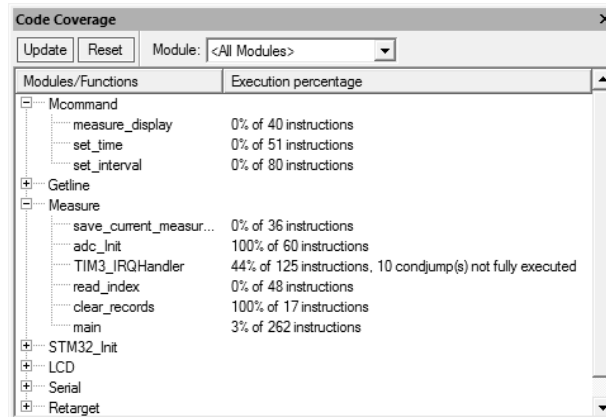 Code Coverage
Update Reset Module: <All Modules>
Modules/Functions Execution percentage
Mcommand
measure_display 0% of 40 instructions
set_time 0% of 51 instructions
set_interval 0% of 80 instructions
Getline
Measure
save_current_measur... 0% of 36 instructions
adc_Init 100% of 60 instructions
TIM3_IRQHandler 44% of 125 instructions, 10 condjump(s) not fully executed
read_index 0% of 48 instructions
clear_records 100% of 17 instructions
main 3% of 262 instructions
STM32_Init
LCD
Serial
Retarget